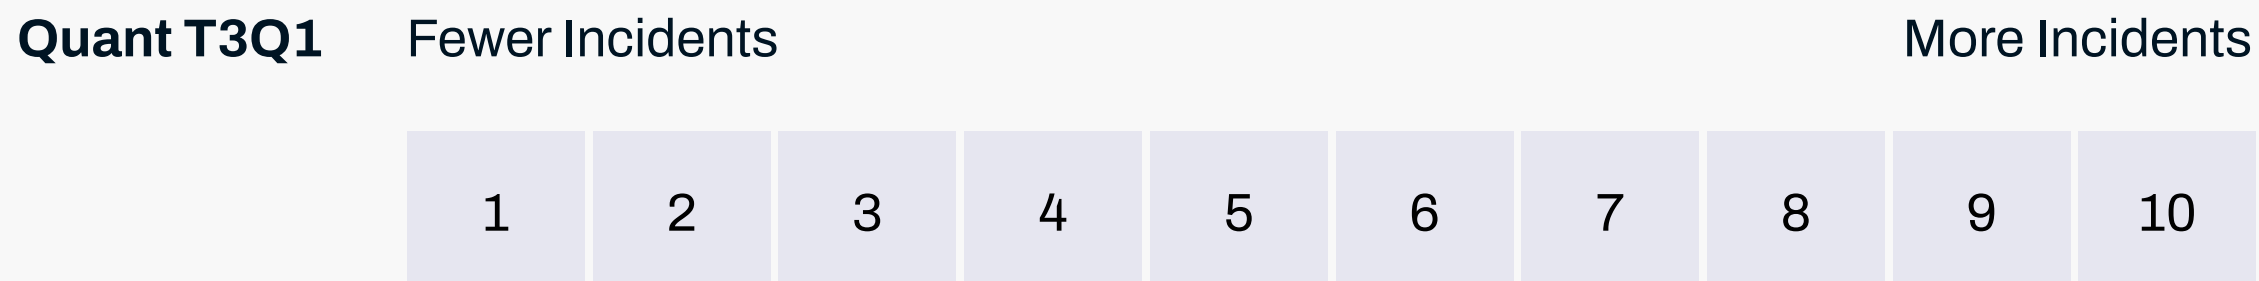 Quant T3Q1 Fewer Incidents More Incidents
1 2 3 4 5 6 7 8 9 10